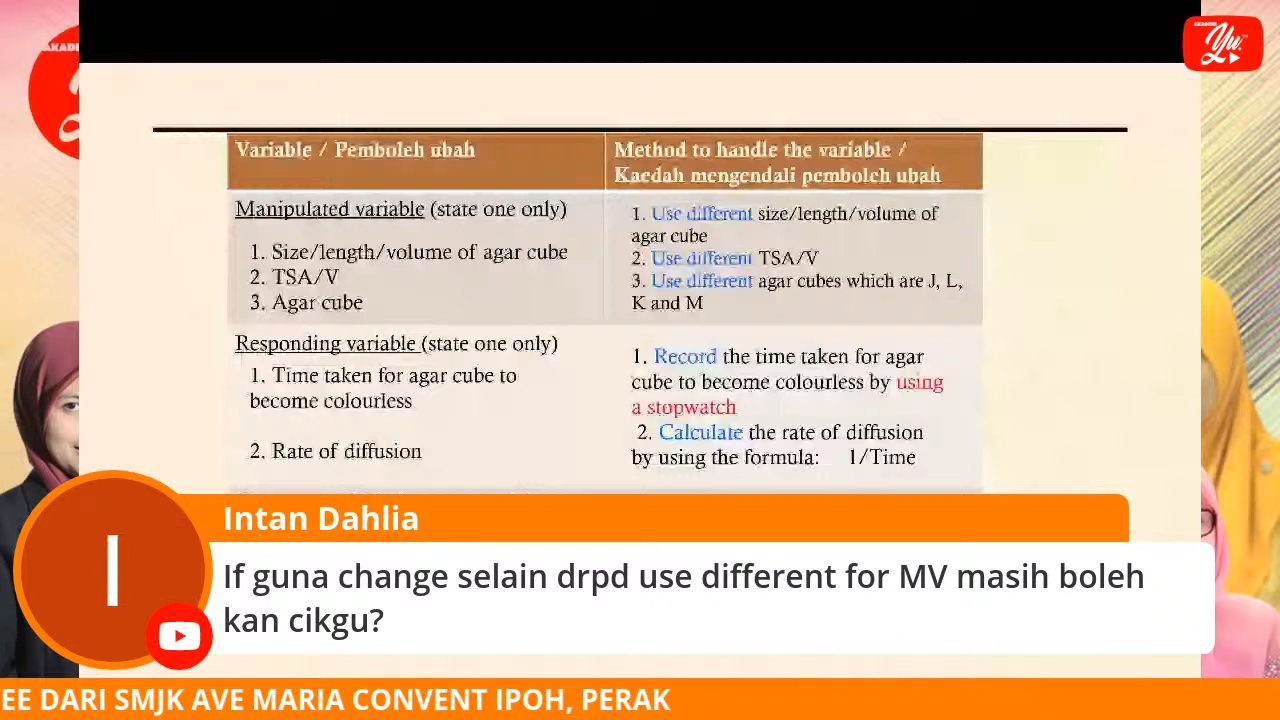 AKADEMI
Yu.
AKADEMI
Variable / Pemboleh ubah
Method to handle the variable /
Kaedah mengendali pemboleh ubah
Manipulated variable (state one only)
1. Size/length/volume of agar cube
2. TSA/V
3. Agar cube
1. Use different size/length/volume of
agar cube
2. Use different TSA/V
3. Use different agar cubes which are J, L,
K and M
Responding variable (state one only)
1. Time taken for agar cube to
become colourless
2. Rate of diffusion
1. Record the time taken for agar
cube to become colourless by using
a stopwatch
2. Calculate the rate of diffusion
by using the formula: 1/Time
I
Intan Dahlia
If guna change selain drpd use different for MV masih boleh
kan cikgu?
EE DARI SMJK AVE MARIA CONVENT IPOH, PERAK